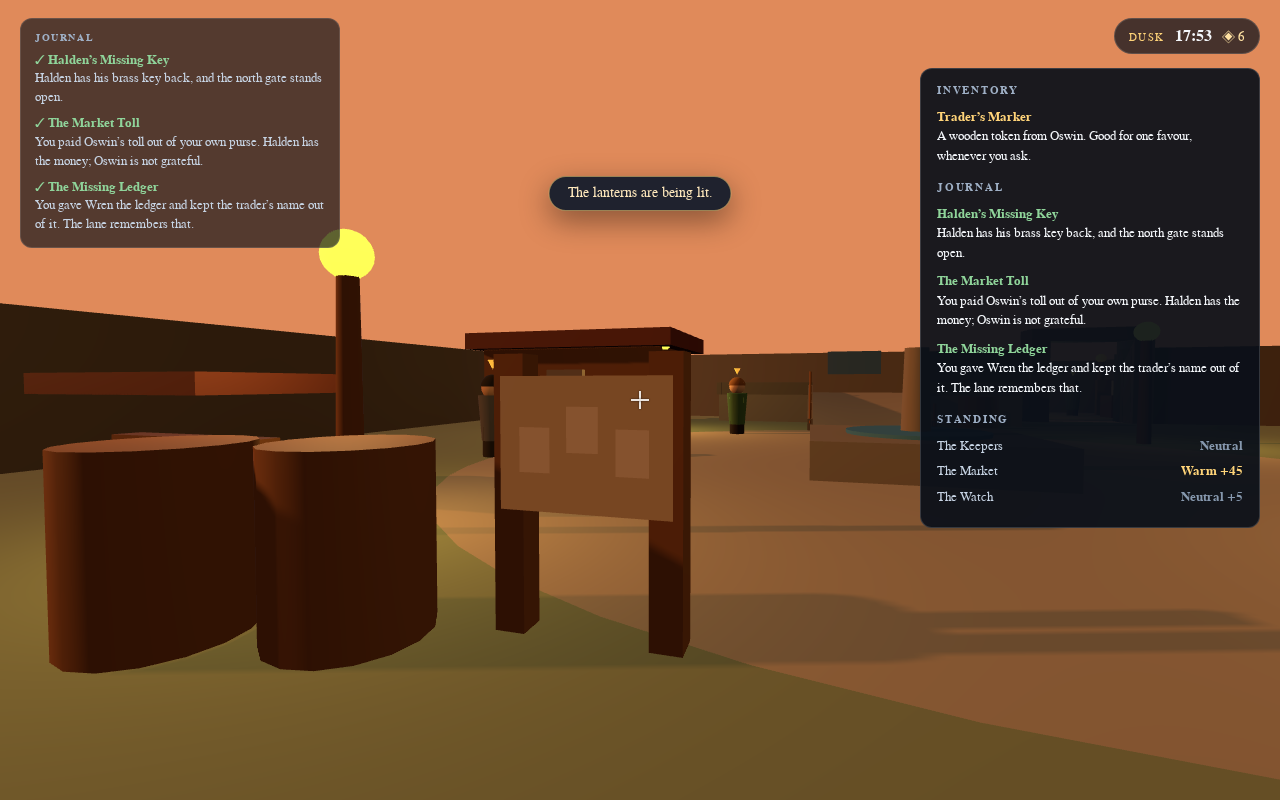 JOURNAL
✓ Halden's Missing Key
Halden has his brass key back, and the north gate stands
open.
✓ The Market Toll
You paid Oswin's toll out of your own purse. Halden has
the money; Oswin is not grateful.
✓ The Missing Ledger
You gave Wren the ledger and kept the trader's name out
of it. The lane remembers that.
The lanterns are being lit.
DUSK 17:53 ◈ 6
INVENTORY
Trader's Marker
A wooden token from Oswin. Good for one favour,
whenever you ask.
JOURNAL
Halden's Missing Key
Halden has his brass key back, and the north gate stands
open.
The Market Toll
You paid Oswin's toll out of your own purse. Halden has the
money; Oswin is not grateful.
The Missing Ledger
You gave Wren the ledger and kept the trader's name out of
it. The lane remembers that.
STANDING
The Keepers Neutral
The Market Warm +45
The Watch Neutral +5